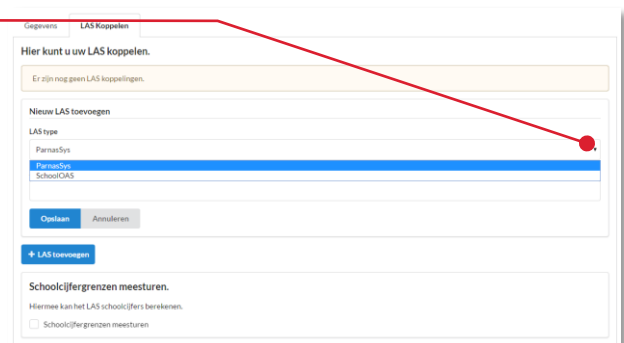 Gegevens LAS Koppelen
Hier kunt u uw LAS koppelen.
Er zijn nog geen LAS koppelingen.
Nieuw LAS toevoegen
LAS type
ParnasSys
ParnasSys
SchoolOAS
Opslaan Annuleren
+ LAS toevoegen
Schoolcijfergrenzen meesturen.
Hiermee kan het LAS schoolcijfers berekenen.
Schoolcijfergrenzen meesturen